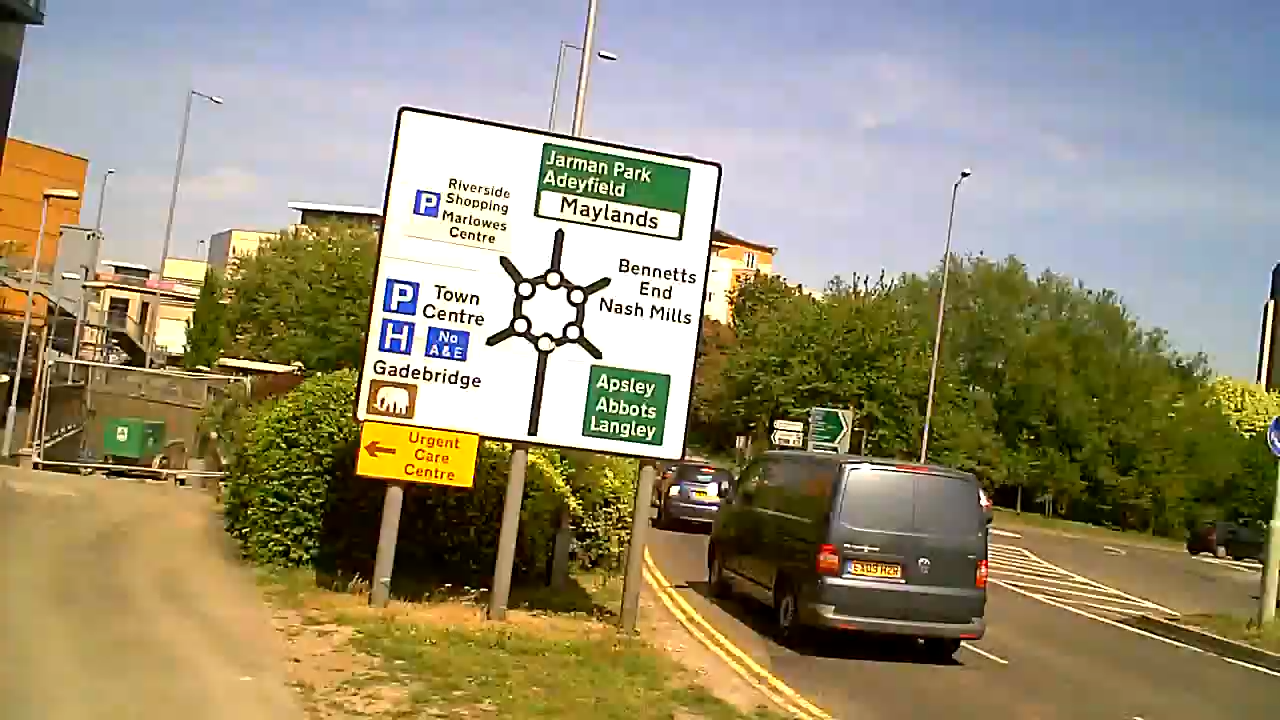 Jarman Park
Adeyfield
Maylands
P
Riverside
Shopping
Marlowes
Centre
Bennetts
End
Nash Mills
P
Town
Centre
H
No
A&E
Gadebridge
Apsley
Abbots
Langley
Urgent
Care
Centre